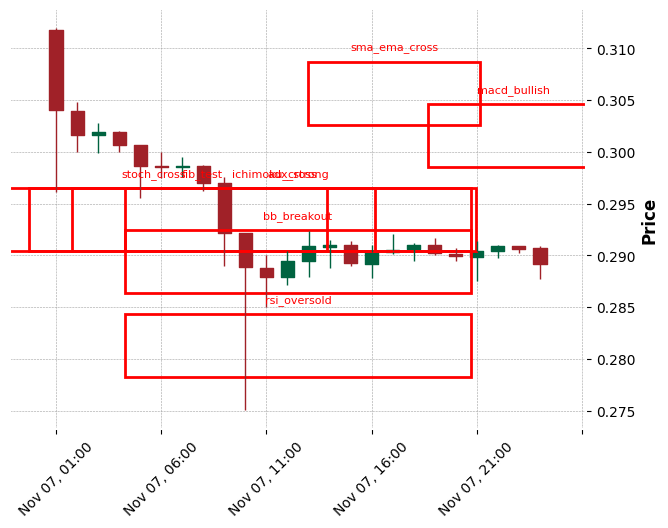 sma_ema_cross
0.310
macd_bullish
0.305
0.300
stoch_cross
fib_test
ichimoku_cross
adx_strong
0.295
bb_breakout
Price
0.290
rsi_oversold
0.285
0.280
0.275
Nov 07, 01:00
Nov 07, 06:00
Nov 07, 11:00
Nov 07, 16:00
Nov 07, 21:00